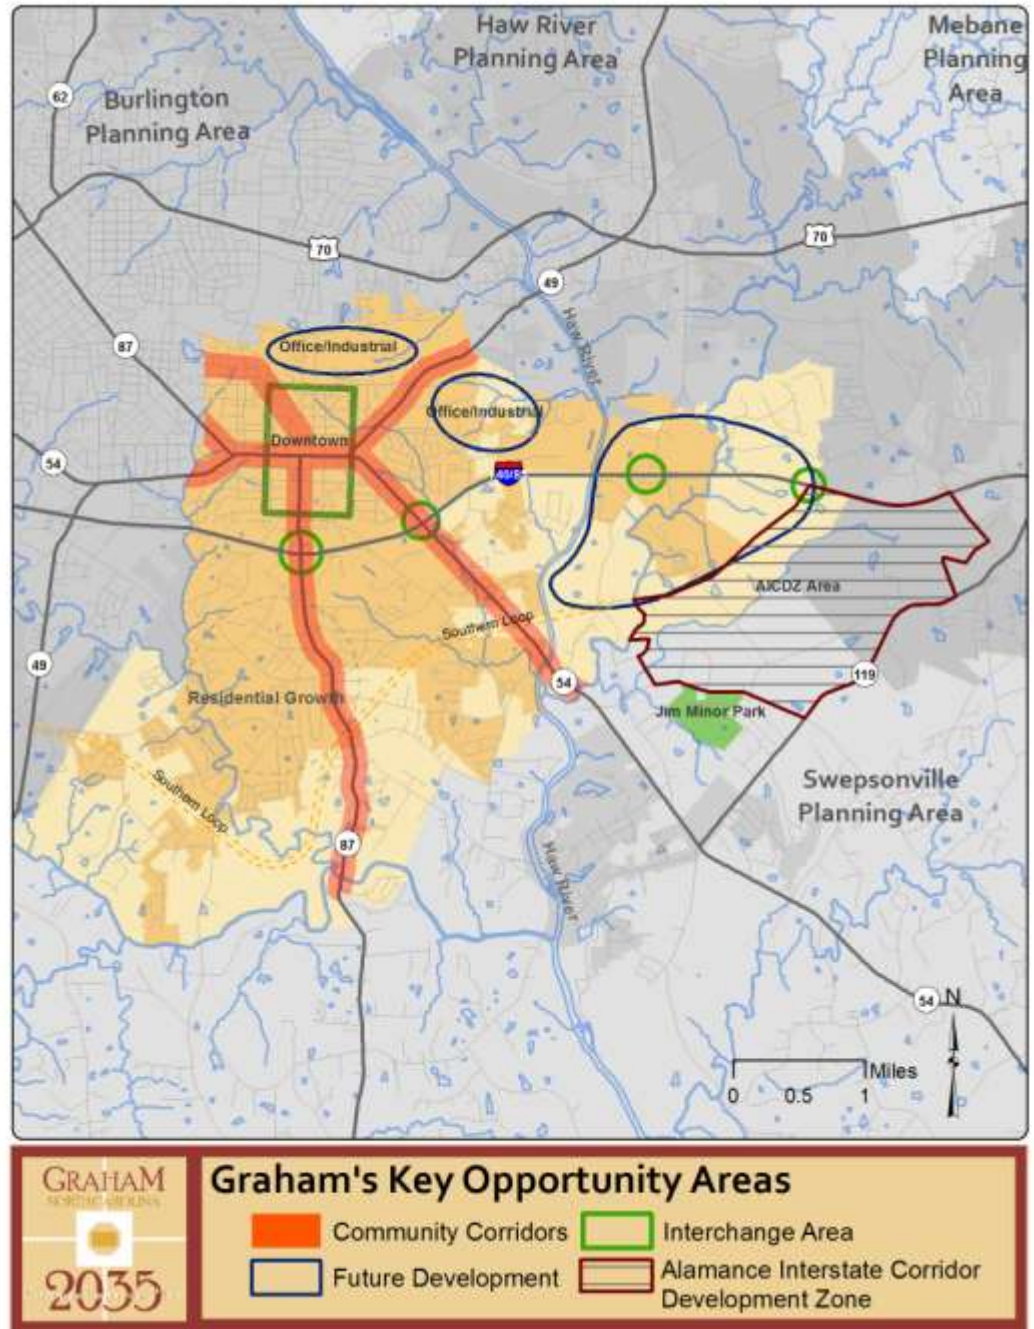 Haw River
Planning Area
Mebane
Planning
Area
62
Burlington
Planning Area
70
70
49
Haw River
87
Office/Industrial
Office/Industrial
Downtown
54
AICDZ Area
Southern Loop
49
54
119
Residential Growth
Jim Minor Park
Southern Loop
Swepsonville
Planning Area
87
Haw River
54
N
Miles
0
0.5
1
GRAHAM
NORTH CAROLINA
2035
Graham's Key Opportunity Areas
Community Corridors
Interchange Area
Future Development
Alamance Interstate Corridor
Development Zone